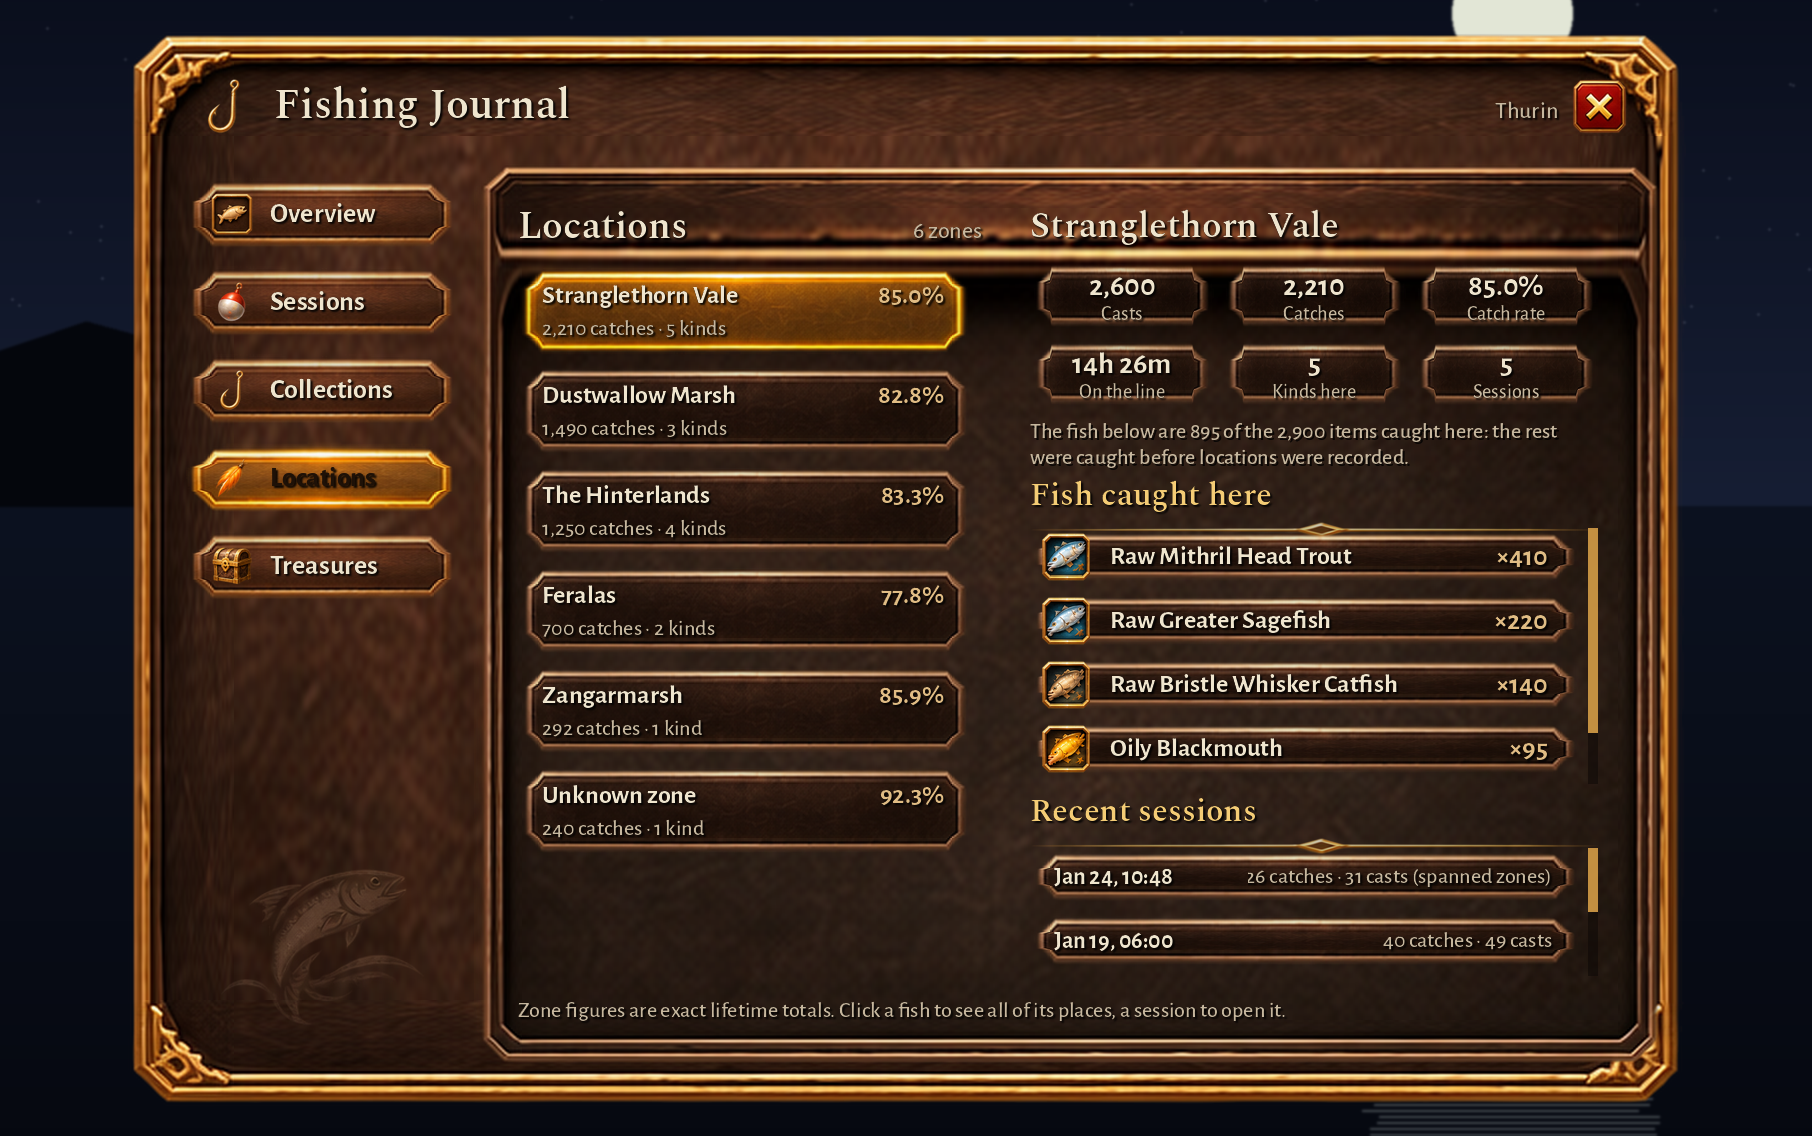 Fishing Journal
Thurin
Overview
Sessions
Collections
Locations
Treasures
Locations
6 zones
Stranglethorn Vale
85.0%
2,210 catches · 5 kinds
Dustwallow Marsh
82.8%
1,490 catches · 3 kinds
The Hinterlands
83.3%
1,250 catches · 4 kinds
Feralas
77.8%
700 catches · 2 kinds
Zangarmarsh
85.9%
292 catches · 1 kind
Unknown zone
92.3%
240 catches · 1 kind
Stranglethorn Vale
2,600
Casts
2,210
Catches
85.0%
Catch rate
14h 26m
On the line
5
Kinds here
5
Sessions
The fish below are 895 of the 2,900 items caught here: the rest
were caught before locations were recorded.
Fish caught here
Raw Mithril Head Trout
×410
Raw Greater Sagefish
×220
Raw Bristle Whisker Catfish
×140
Oily Blackmouth
×95
Recent sessions
Jan 24, 10:48
26 catches · 31 casts (spanned zones)
Jan 19, 06:00
40 catches · 49 casts
Zone figures are exact lifetime totals. Click a fish to see all of its places, a session to open it.